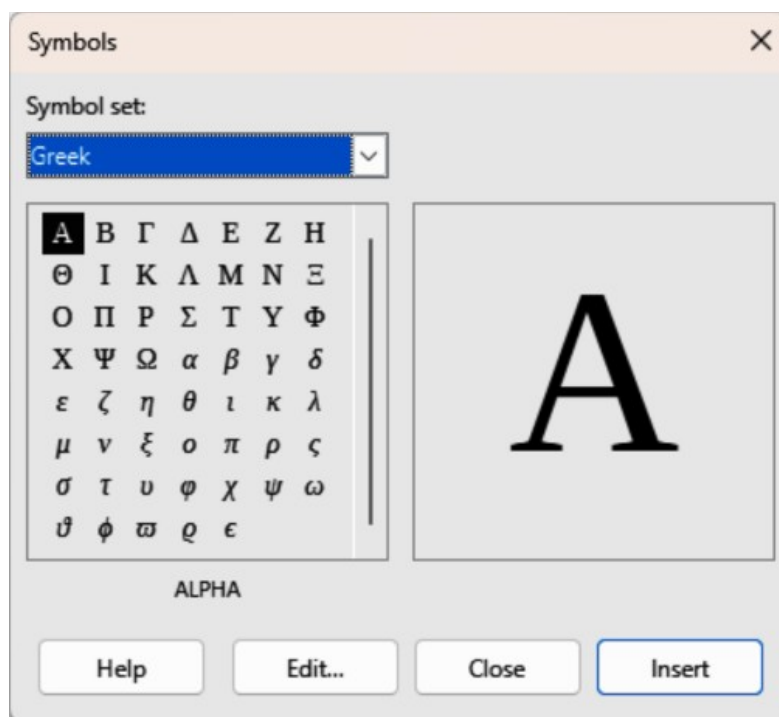 Symbols
Symbol set:
Greek
Α Β Γ Δ Ε Ζ Η
Θ Ι Κ Λ Μ Ν Ξ
Ο Π Ρ Σ Τ Υ Φ
Χ Ψ Ω α β γ δ
ε ζ η θ ι κ λ
μ ν ξ ο π ρ ς
σ τ υ φ χ ψ ω
ϑ ϕ ϖ ϱ ϵ
Α
ALPHA
Help Edit... Close Insert